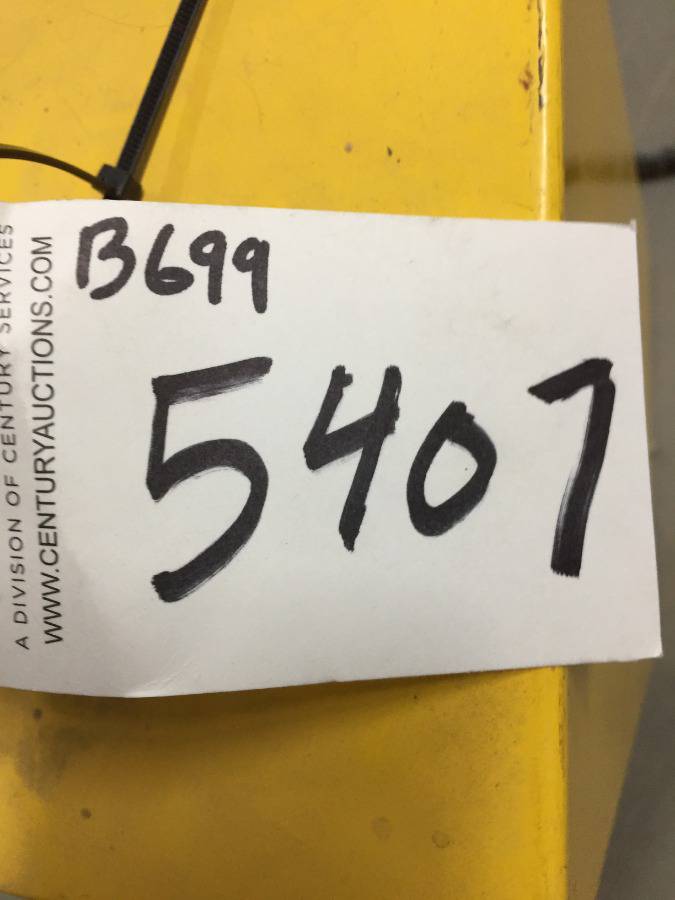 B699
5407
A DIVISION OF CENTURY SERVICES
WWW.CENTURYAUCTIONS.COM